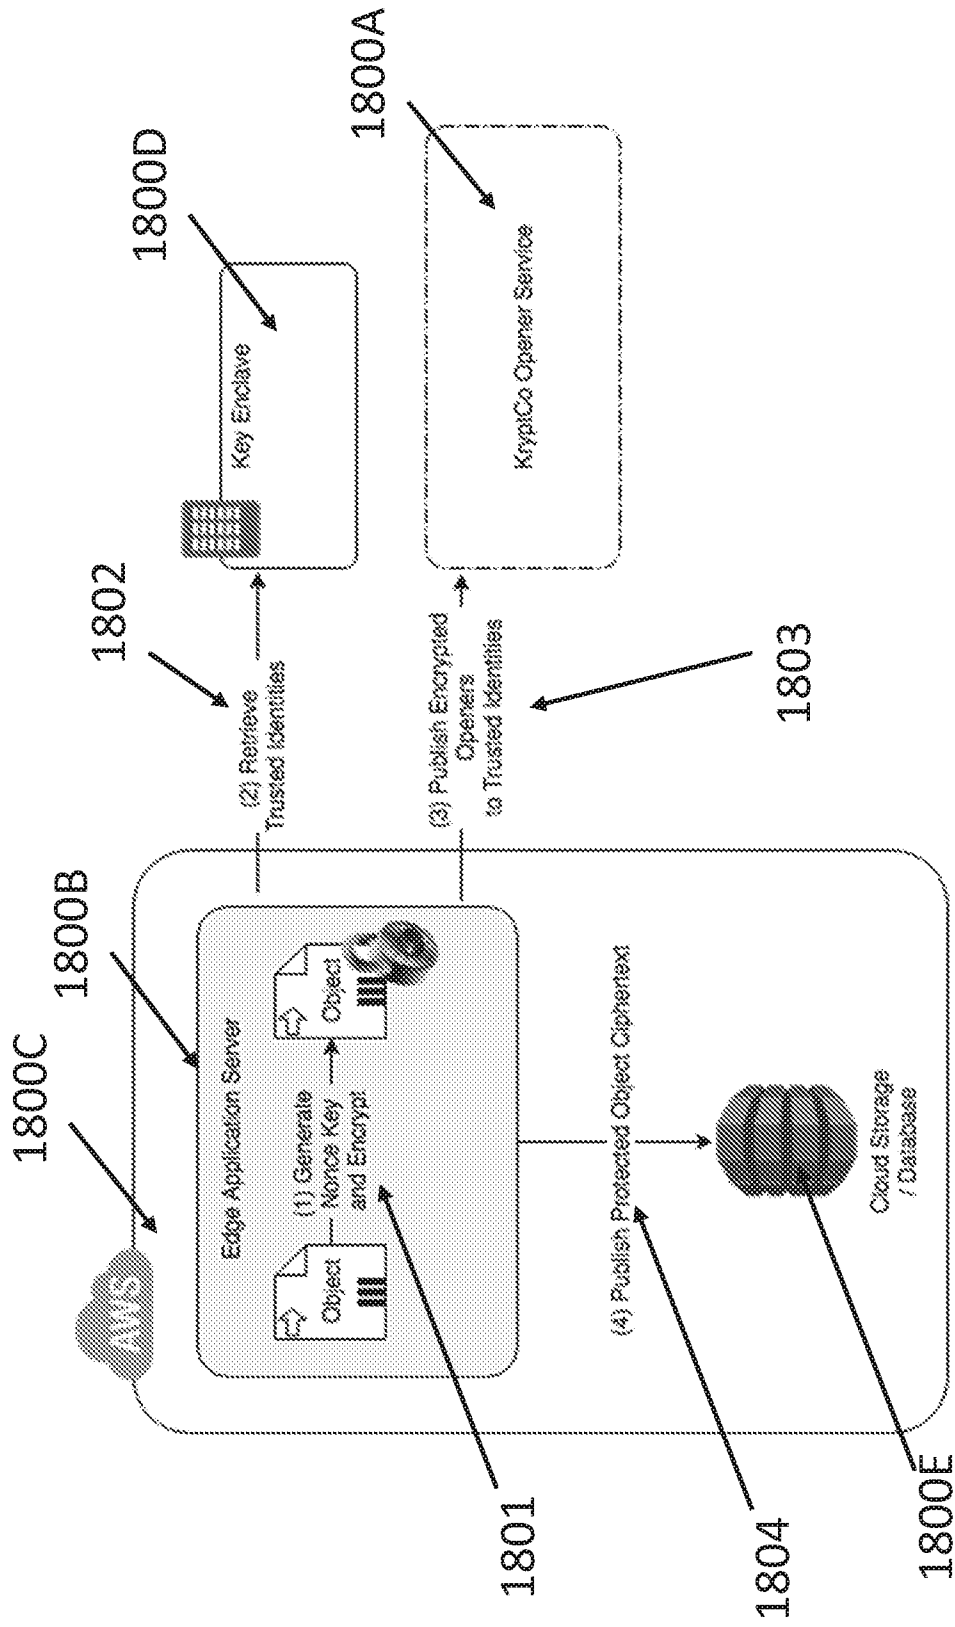 1800C
1800B
1802
1800D
1800A
AWS
Edge Application Server
Object
(1) Generate
Nonce Key
and Encrypt
Object
(2) Retrieve
Trusted Identities
Key Enclave
(3) Publish Encrypted
Openers
to Trusted Identities
KryptCo Opener Service
(4) Publish Protected Object Ciphertext
Cloud Storage
/ Database
1801
1804
1800E
1803